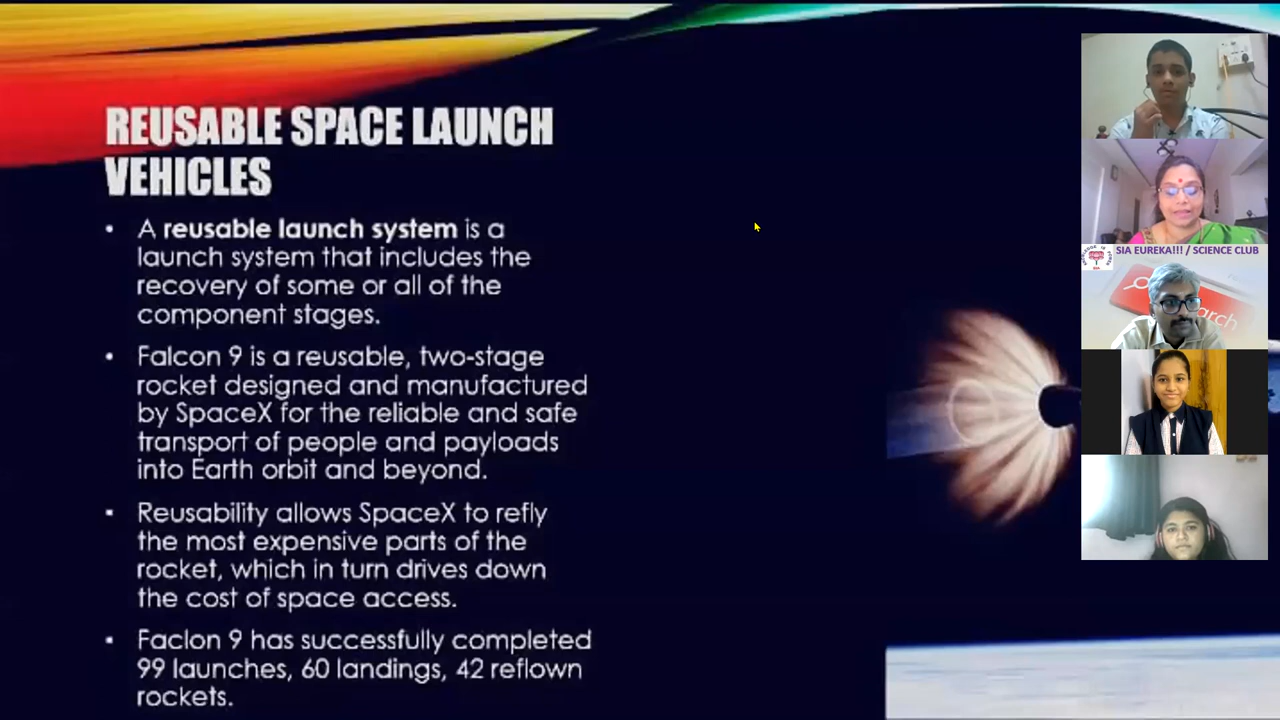 REUSABLE SPACE LAUNCH
VEHICLES
• A reusable launch system is a
launch system that includes the
recovery of some or all of the
component stages.
• Falcon 9 is a reusable, two-stage
rocket designed and manufactured
by SpaceX for the reliable and safe
transport of people and payloads
into Earth orbit and beyond.
▪ Reusability allows SpaceX to refly
the most expensive parts of the
rocket, which in turn drives down
the cost of space access.
▪ Faclon 9 has successfully completed
99 launches, 60 landings, 42 reflown
rockets.
SIA EUREKA!!! / SCIENCE CLUB
SIA
arch